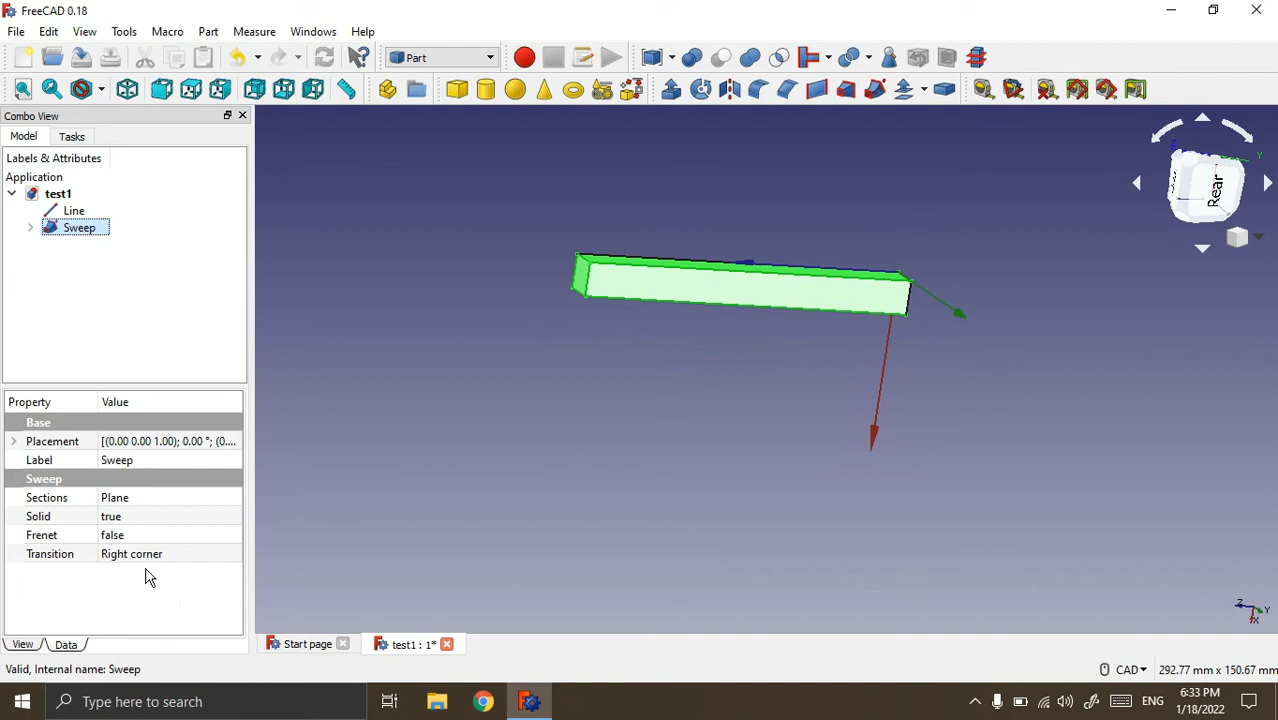 FreeCAD 0.18
File Edit View Tools Macro Part Measure Windows Help
Part
Combo View
Model Tasks
Labels & Attributes
Application
test1
Line
Sweep
Rear
Z
Y
Property Value
Base
Placement [(0.00 0.00 1.00); 0.00 °; (0....
Label Sweep
Sweep
Sections Plane
Solid true
Frenet false
Transition Right corner
Z Y
X
View Data
Start page test1 : 1*
Valid, Internal name: Sweep
CAD 292.77 mm x 150.67 mm
Type here to search
ENG
6:33 PM
1/18/2022